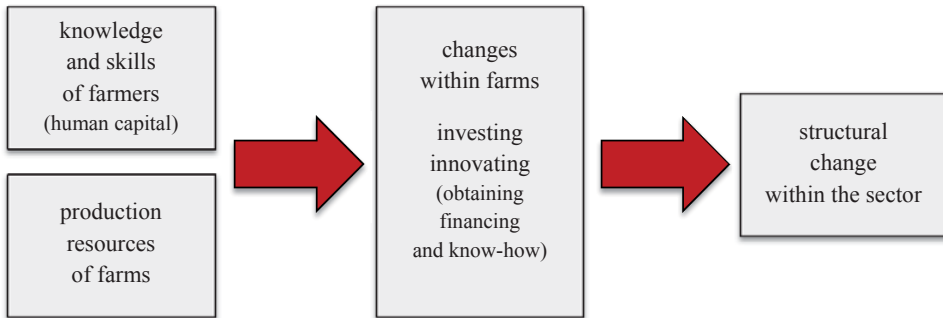 knowledge
and skills
of farmers
(human capital)
production
resources
of farms
changes
within farms
investing
innovating
(obtaining
financing
and know-how)
structural
change
within the sector